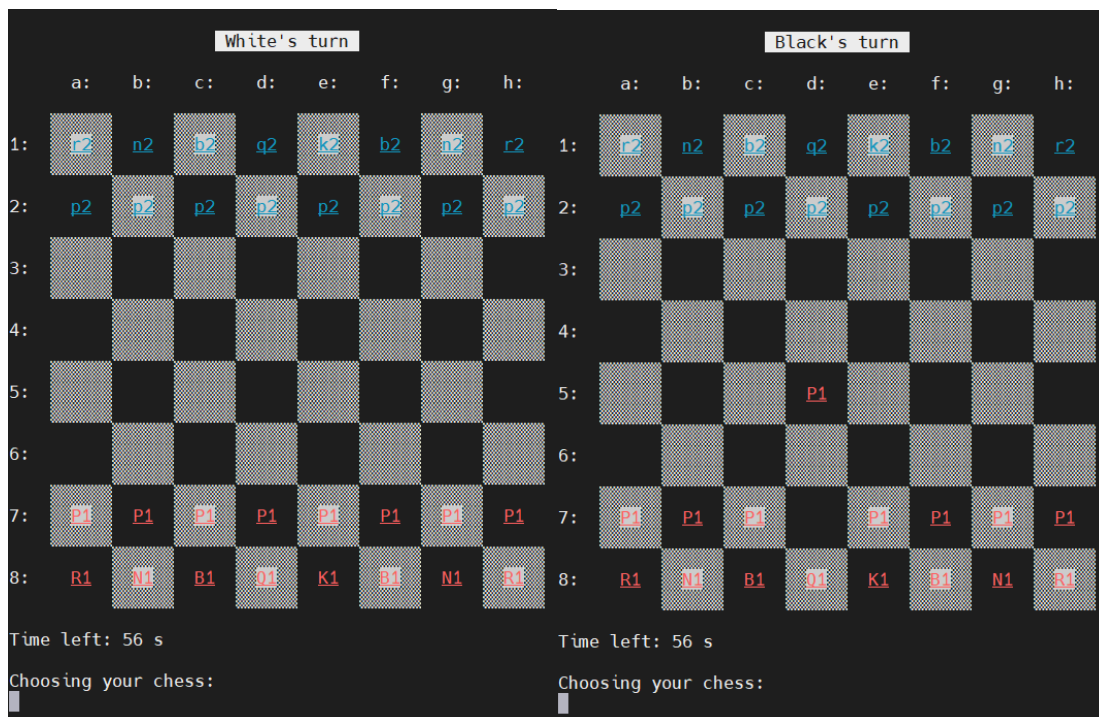 White's turn
a: b: c: d: e: f: g: h:
1: r2 n2 b2 q2 k2 b2 n2 r2
2: p2 p2 p2 p2 p2 p2 p2 p2
3:
4:
5:
6:
7: P1 P1 P1 P1 P1 P1 P1 P1
8: R1 N1 B1 Q1 K1 B1 N1 R1
Time left: 56 s
Choosing your chess:
Black's turn
a: b: c: d: e: f: g: h:
1: r2 n2 b2 q2 k2 b2 n2 r2
2: p2 p2 p2 p2 p2 p2 p2 p2
3:
4:
5: P1
6:
7: P1 P1 P1 P1 P1 P1 P1
8: R1 N1 B1 Q1 K1 B1 N1 R1
Time left: 56 s
Choosing your chess: